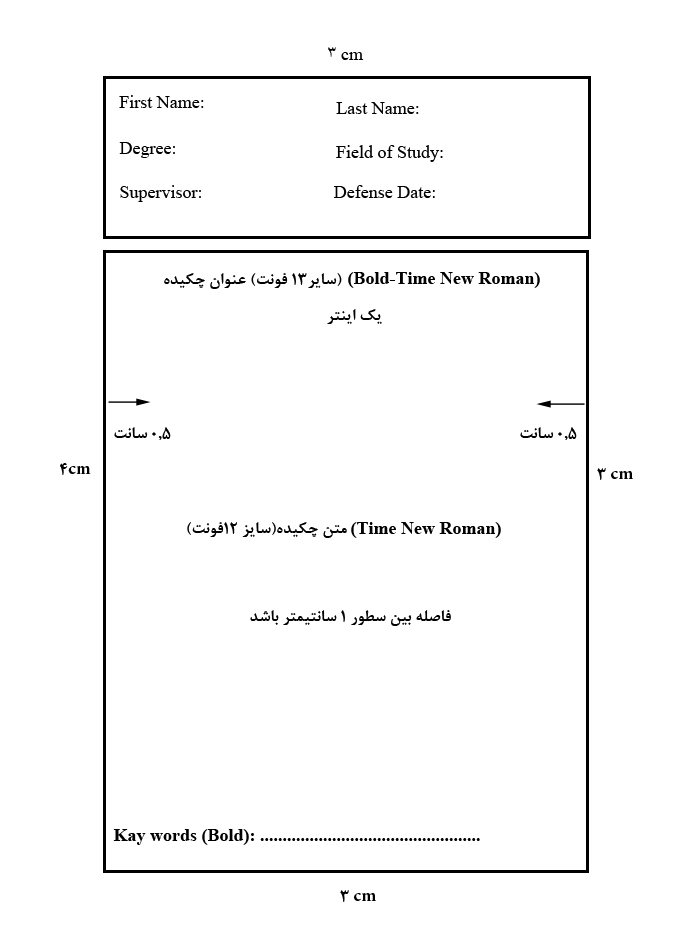 ۳ cm
First Name: Last Name:
Degree: Field of Study:
Supervisor: Defense Date:
عنوان چکیده (سایر۱۳ فونت) (Bold-Time New Roman)
یک اینتر
۰,۵ سانت ۰,۵ سانت
۴cm ۳ cm
(Time New Roman) متن چکیده(سایز ۱۲فونت)
فاصله بین سطور ۱ سانتیمتر باشد
Kay words (Bold): .................................................
۳ cm